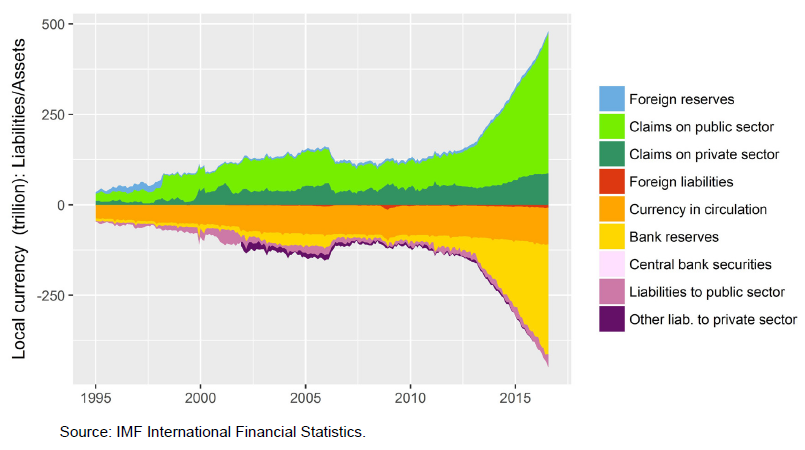 Local currency (trillion): Liabilities/Assets
500
250
0
-250
1995
2000
2005
2010
2015
Foreign reserves
Claims on public sector
Claims on private sector
Foreign liabilities
Currency in circulation
Bank reserves
Central bank securities
Liabilities to public sector
Other liab. to private sector
Source: IMF International Financial Statistics.